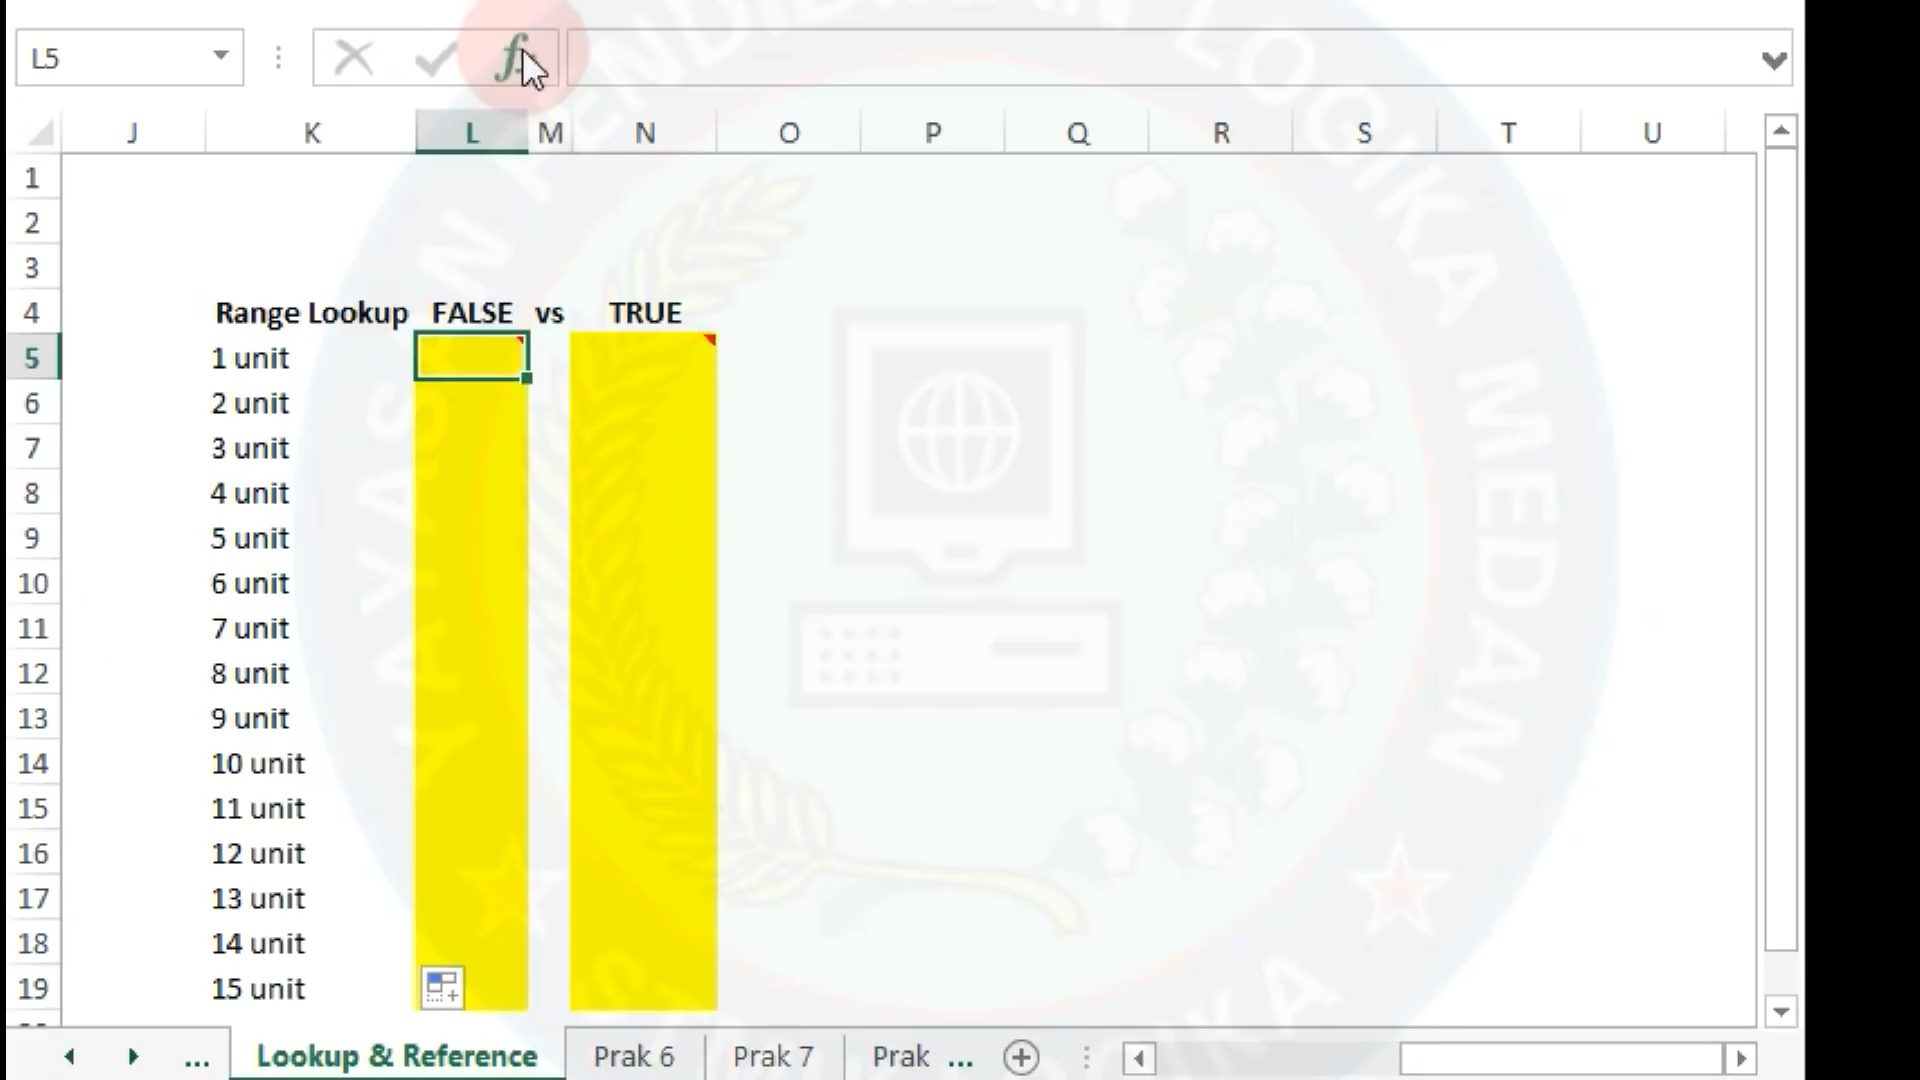 L5
J K L M N O P Q R S T U
1
2
3
4 Range Lookup FALSE vs TRUE
5 1 unit
6 2 unit
7 3 unit
8 4 unit
9 5 unit
10 6 unit
11 7 unit
12 8 unit
13 9 unit
14 10 unit
15 11 unit
16 12 unit
17 13 unit
18 14 unit
19 15 unit
... Lookup & Reference Prak 6 Prak 7 Prak ...
LOGIKA MEDAN